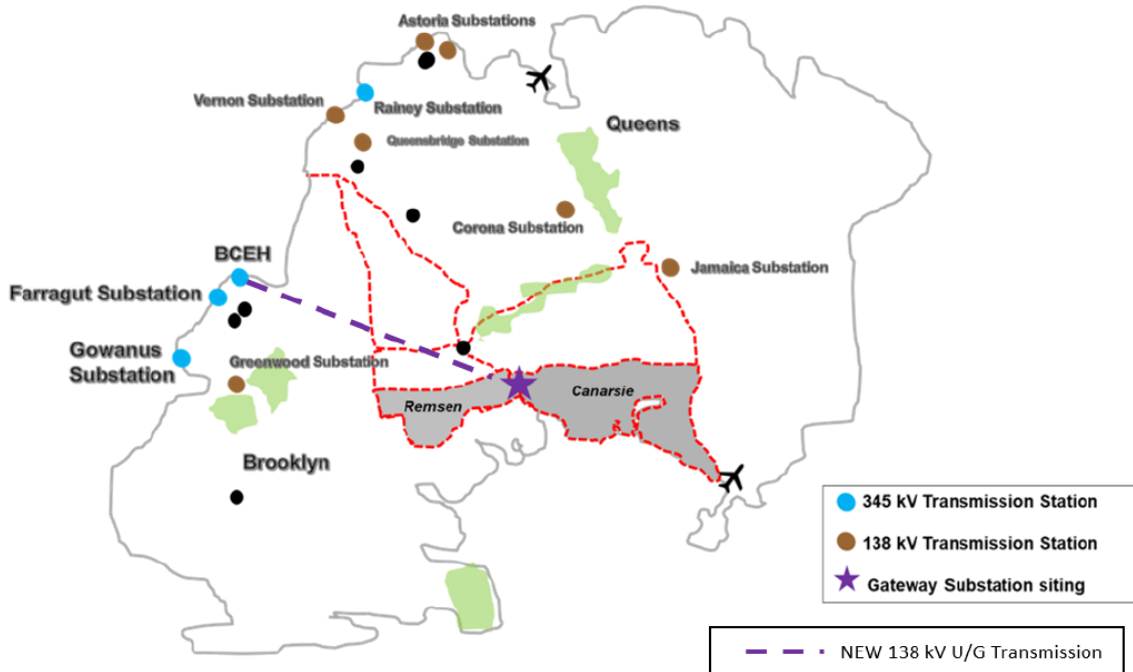 Astoria Substations
Vernon Substation
Rainey Substation
Queensbridge Substation
Queens
Corona Substation
BCEH
Jamaica Substation
Farragut Substation
Gowanus
Substation
Greenwood Substation
Remsen
Canarsie
Brooklyn
345 kV Transmission Station
138 kV Transmission Station
Gateway Substation siting
NEW 138 kV U/G Transmission